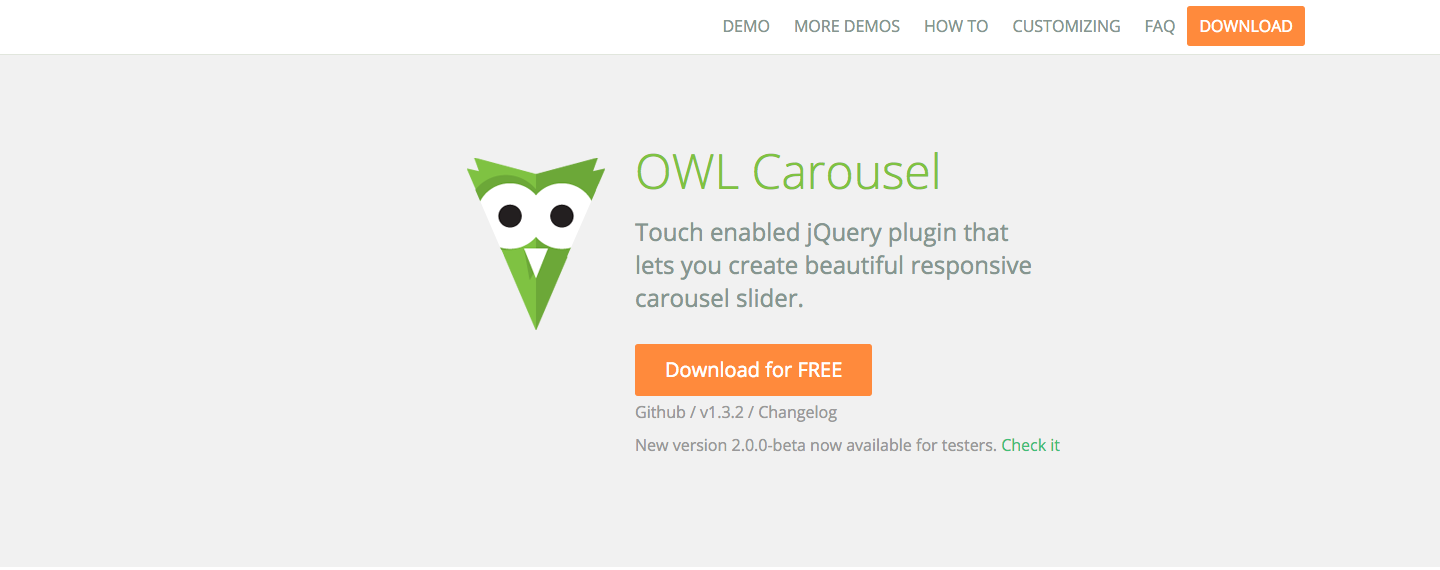 DEMO MORE DEMOS HOW TO CUSTOMIZING FAQ DOWNLOAD
OWL Carousel
Touch enabled jQuery plugin that
lets you create beautiful responsive
carousel slider.
Download for FREE
Github / v1.3.2 / Changelog
New version 2.0.0-beta now available for testers. Check it